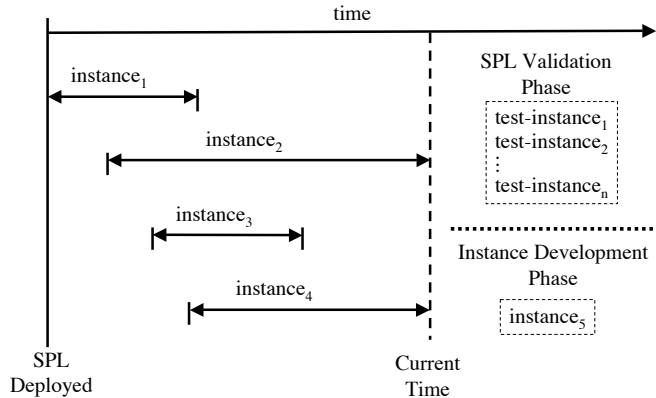 time
instance₁
instance₂
instance₃
instance₄
SPL
Deployed
Current
Time
SPL Validation
Phase
test-instance₁
test-instance₂
⋮
test-instanceₙ
Instance Development
Phase
instance₅